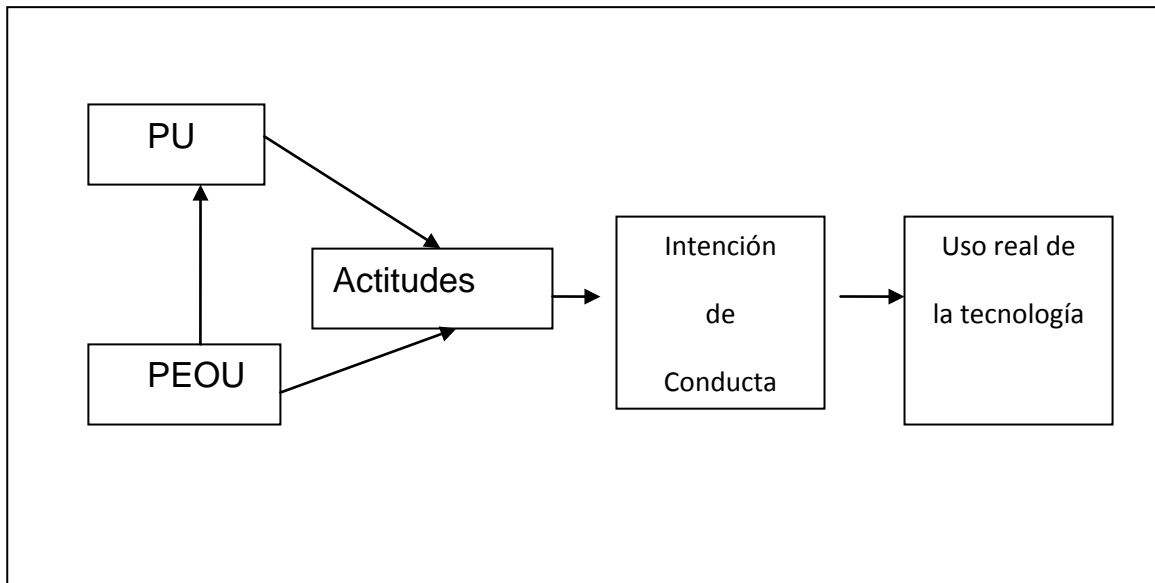 PU
PEOU
Actitudes
Intención
de
Conducta
Uso real de
la tecnología